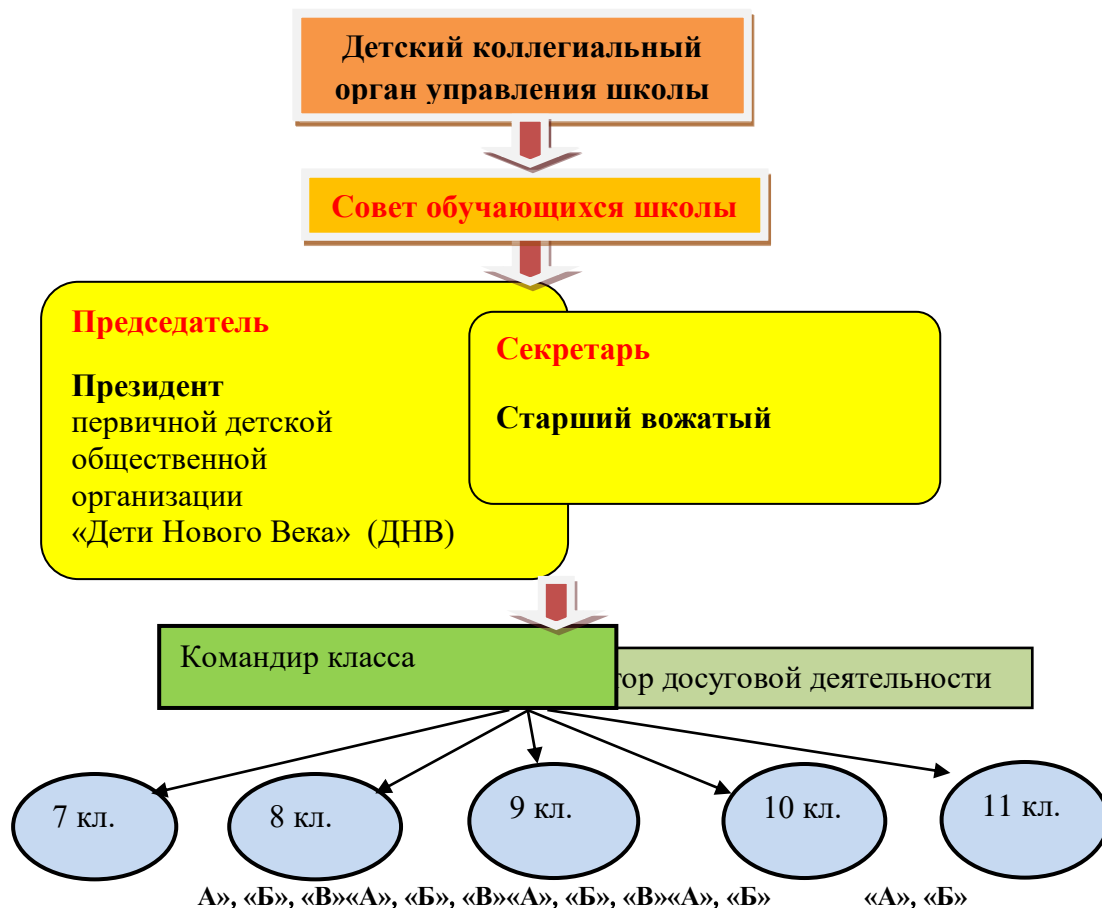 Детский коллегиальный
орган управления школы
Совет обучающихся школы
Председатель
Президент
первичной детской
общественной
организации
«Дети Нового Века» (ДНВ)
Секретарь
Старший вожатый
Командир класса
тор досуговой деятельности
7 кл.
8 кл.
9 кл.
10 кл.
11 кл.
А», «Б», «В»«А», «Б», «В»«А», «Б», «В»«А», «Б» «А», «Б»